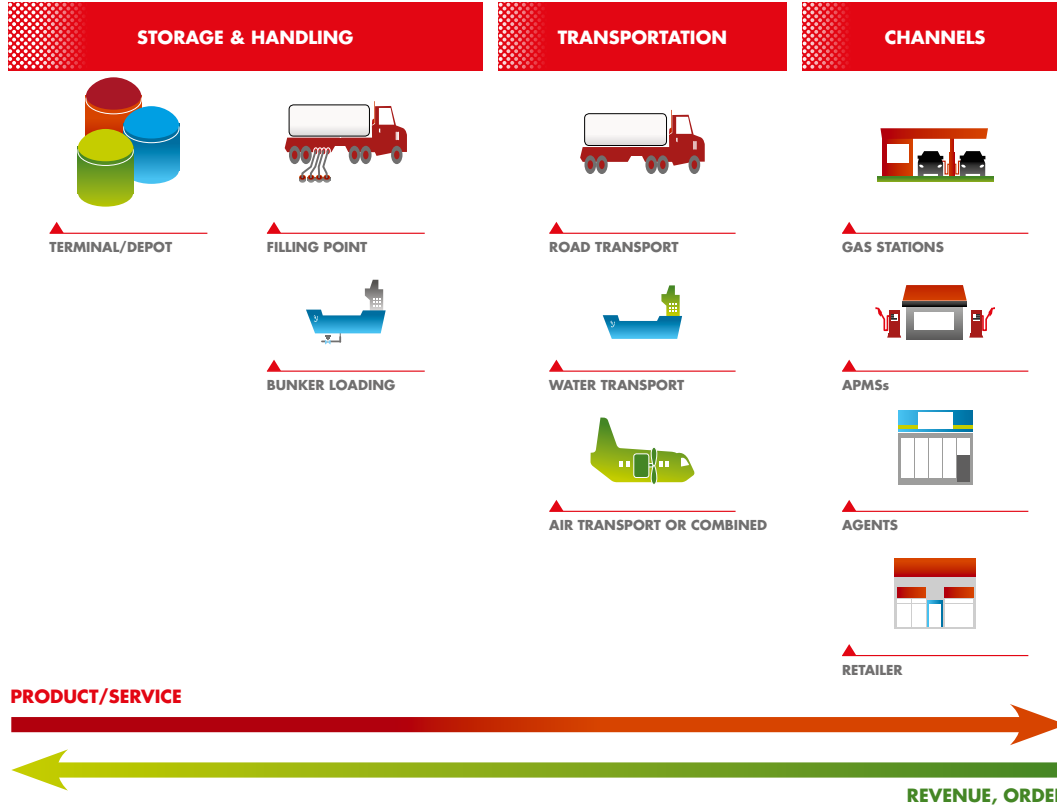 STORAGE & HANDLING
TRANSPORTATION
CHANNELS
TERMINAL/DEPOT
FILLING POINT
ROAD TRANSPORT
GAS STATIONS
BUNKER LOADING
WATER TRANSPORT
APMSs
AIR TRANSPORT OR COMBINED
AGENTS
RETAILER
PRODUCT/SERVICE
REVENUE,